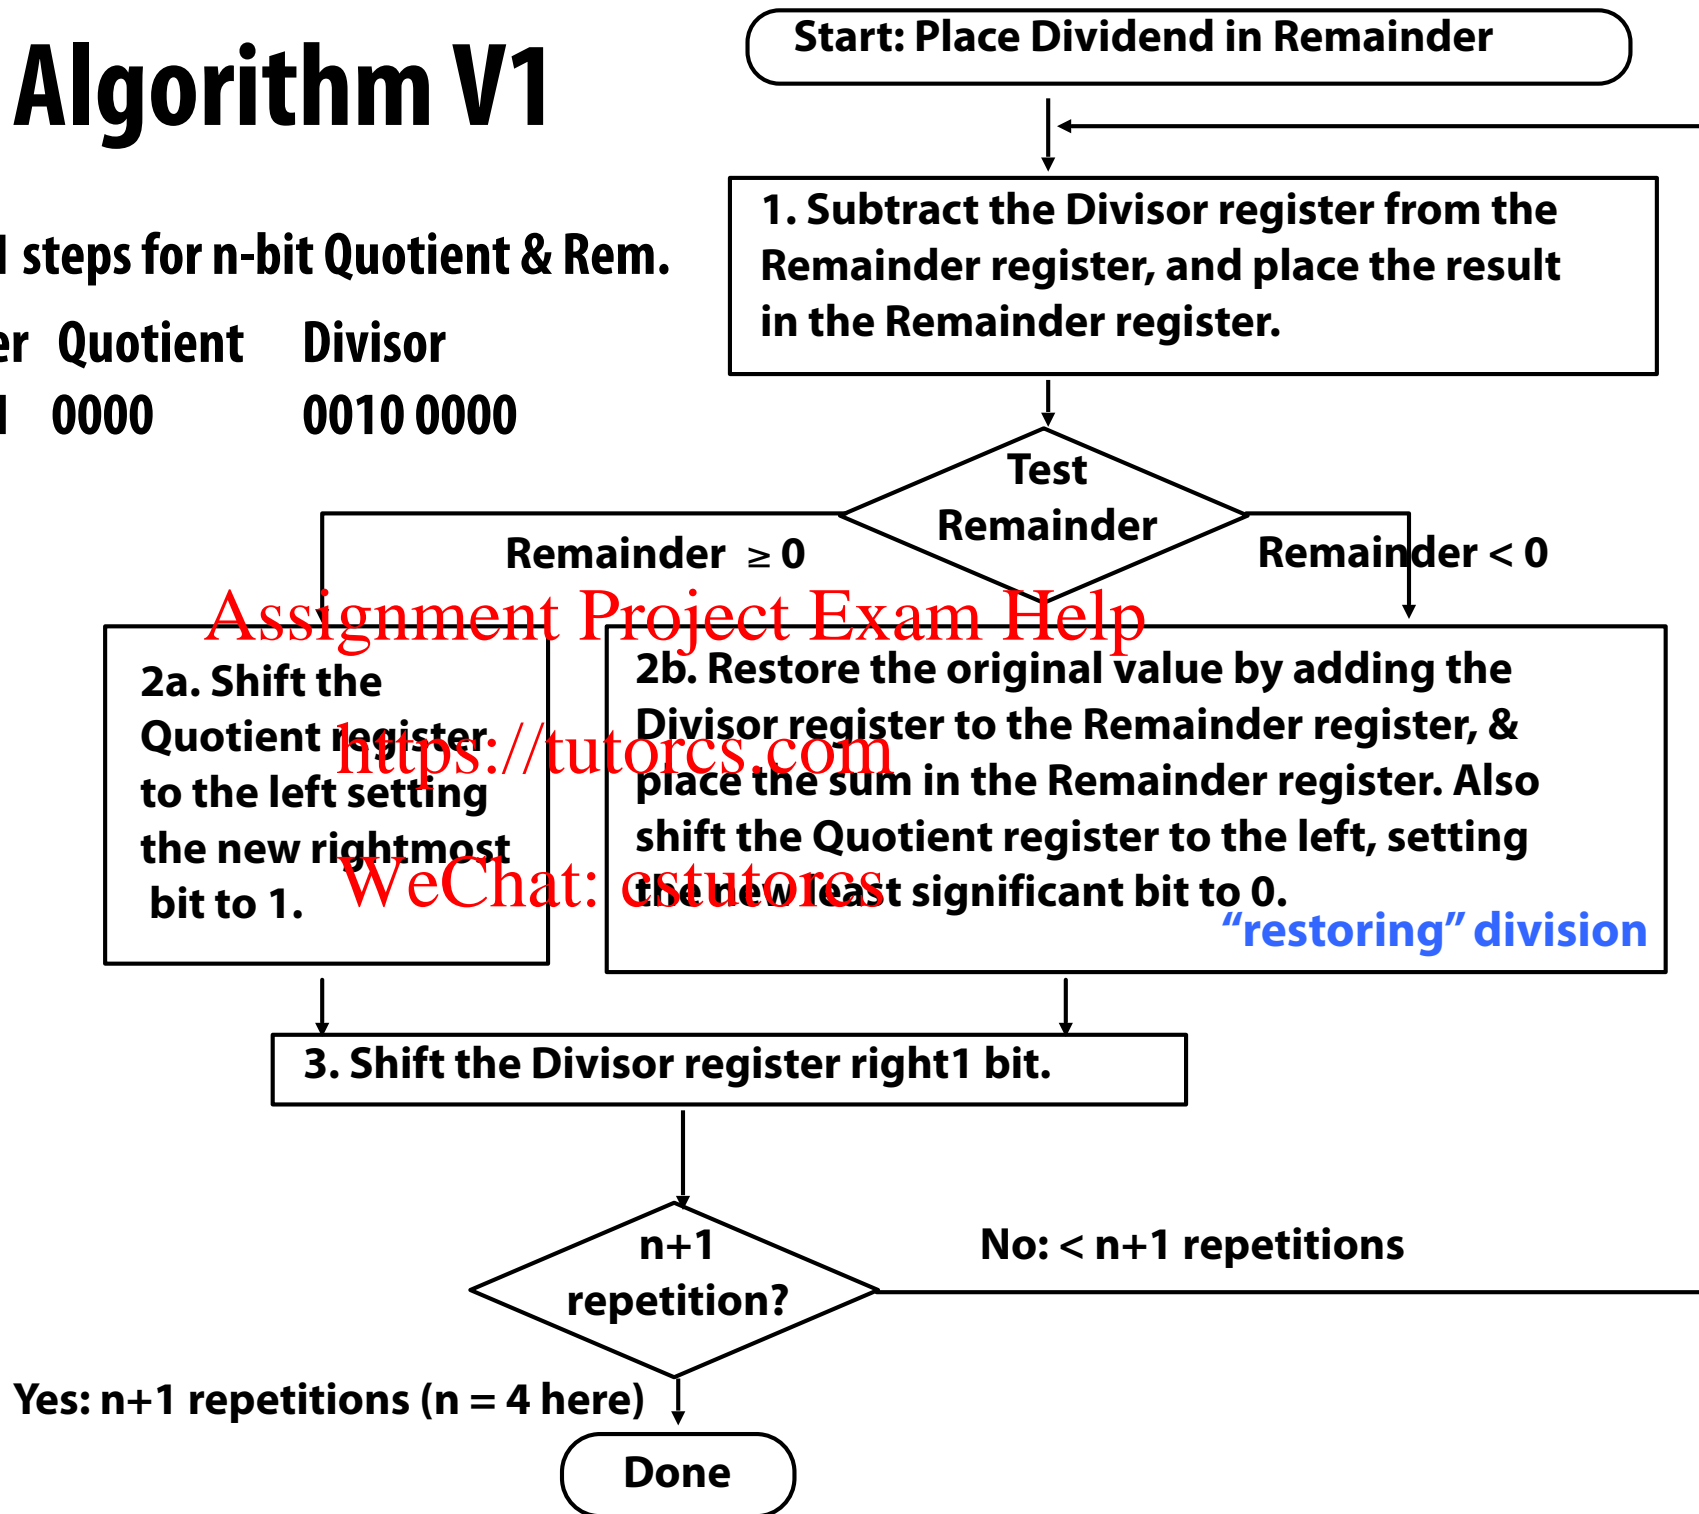 Algorithm V1
Start: Place Dividend in Remainder
1 steps for n-bit Quotient & Rem.
er Quotient Divisor
1 0000 0010 0000
1. Subtract the Divisor register from the
Remainder register, and place the result
in the Remainder register.
Test
Remainder
Remainder ≥ 0
Remainder < 0
Assignment Project Exam Help
2a. Shift the
Quotient register
to the left setting
the new rightmost
bit to 1.
https://tutorcs.com
WeChat: cstutorcs
2b. Restore the original value by adding the
Divisor register to the Remainder register, &
place the sum in the Remainder register. Also
shift the Quotient register to the left, setting
the new least significant bit to 0.
“restoring” division
3. Shift the Divisor register right1 bit.
n+1
repetition?
No: < n+1 repetitions
Yes: n+1 repetitions (n = 4 here)
Done